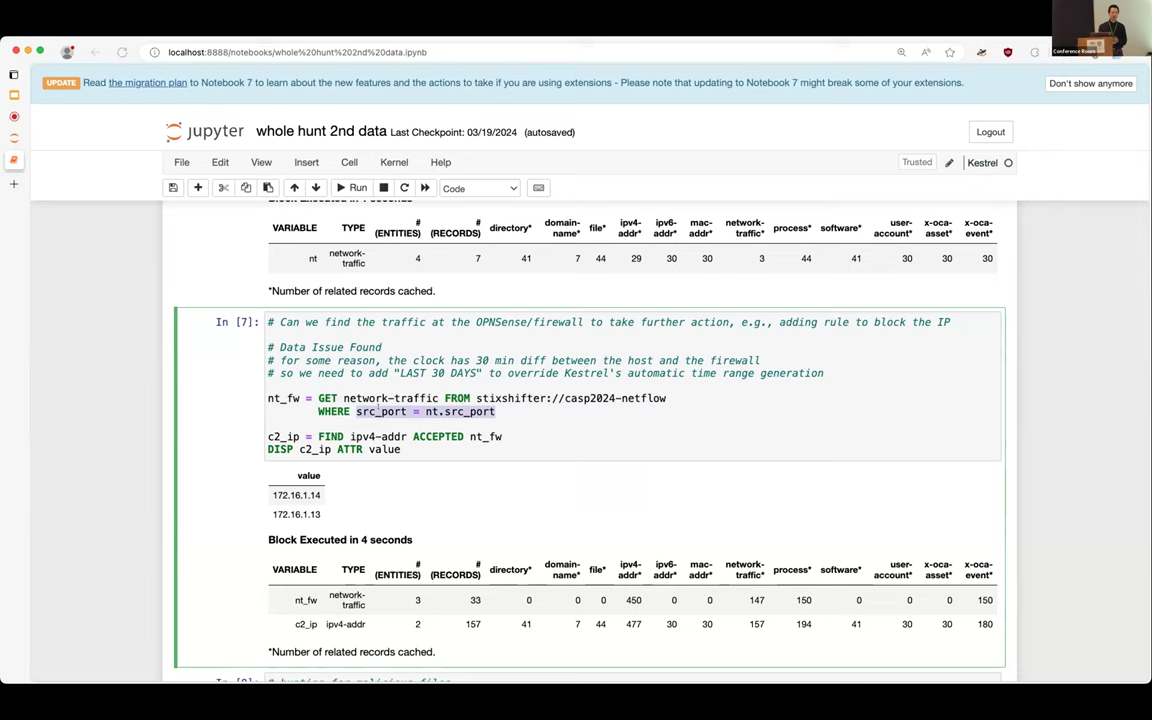 localhost:8888/notebooks/whole%20hunt%202nd%20data.ipynb
Conference Room
UPDATE Read the migration plan to Notebook 7 to learn about the new features and the actions to take if you are using extensions - Please note that updating to Notebook 7 might break some of your extensions.
Don't show anymore
jupyter whole hunt 2nd data Last Checkpoint: 03/19/2024 (autosaved)
Logout
File Edit View Insert Cell Kernel Help
Trusted Kestrel
Run Code
VARIABLE TYPE # (ENTITIES) # (RECORDS) directory* domain-name* file* ipv4-addr* ipv6-addr* mac-addr* network-traffic* process* software* user-account* x-oca-asset* x-oca-event*
nt network-traffic 4 7 41 7 44 29 30 30 3 44 41 30 30 30
*Number of related records cached.
In [7]: # Can we find the traffic at the OPNSense/firewall to take further action, e.g., adding rule to block the IP
# Data Issue Found
# for some reason, the clock has 30 min diff between the host and the firewall
# so we need to add "LAST 30 DAYS" to override Kestrel's automatic time range generation
nt_fw = GET network-traffic FROM stixshifter://casp2024-netflow
WHERE src_port = nt.src_port
c2_ip = FIND ipv4-addr ACCEPTED nt_fw
DISP c2_ip ATTR value
value
172.16.1.14
172.16.1.13
Block Executed in 4 seconds
VARIABLE TYPE # (ENTITIES) # (RECORDS) directory* domain-name* file* ipv4-addr* ipv6-addr* mac-addr* network-traffic* process* software* user-account* x-oca-asset* x-oca-event*
nt_fw network-traffic 3 33 0 0 0 450 0 0 147 150 0 0 0 150
c2_ip ipv4-addr 2 157 41 7 44 477 30 30 157 194 41 30 30 180
*Number of related records cached.